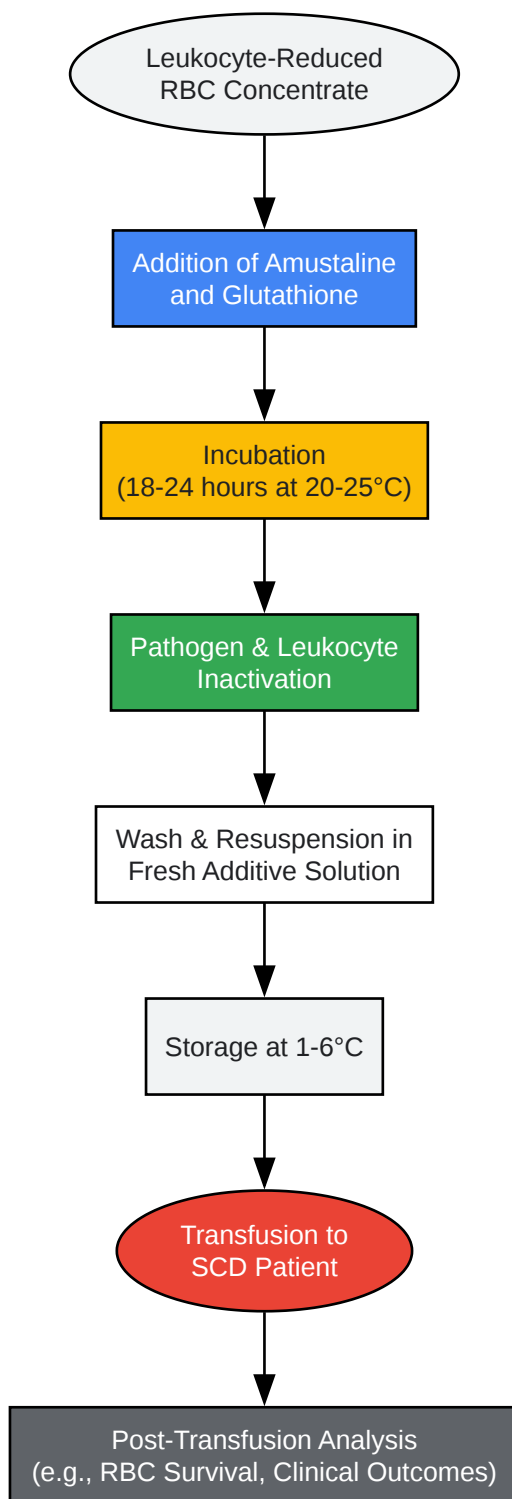 Leukocyte-Reduced
RBC Concentrate
Addition of Amustaline
and Glutathione
Incubation
(18-24 hours at 20-25°C)
Pathogen & Leukocyte
Inactivation
Wash & Resuspension in
Fresh Additive Solution
Storage at 1-6°C
Transfusion to
SCD Patient
Post-Transfusion Analysis
(e.g., RBC Survival, Clinical Outcomes)